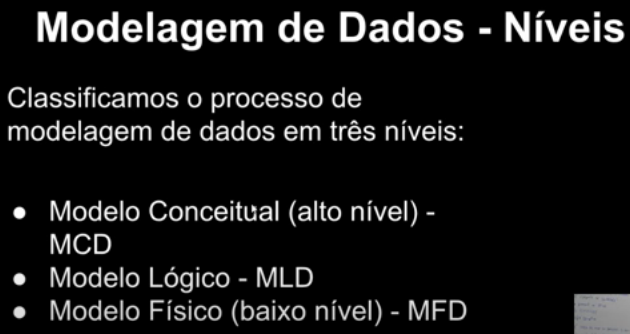 Modelagem de Dados - Níveis
Classificamos o processo de
modelagem de dados em três níveis:
● Modelo Conceitual (alto nível) -
MCD
● Modelo Lógico - MLD
● Modelo Físico (baixo nível) - MFD